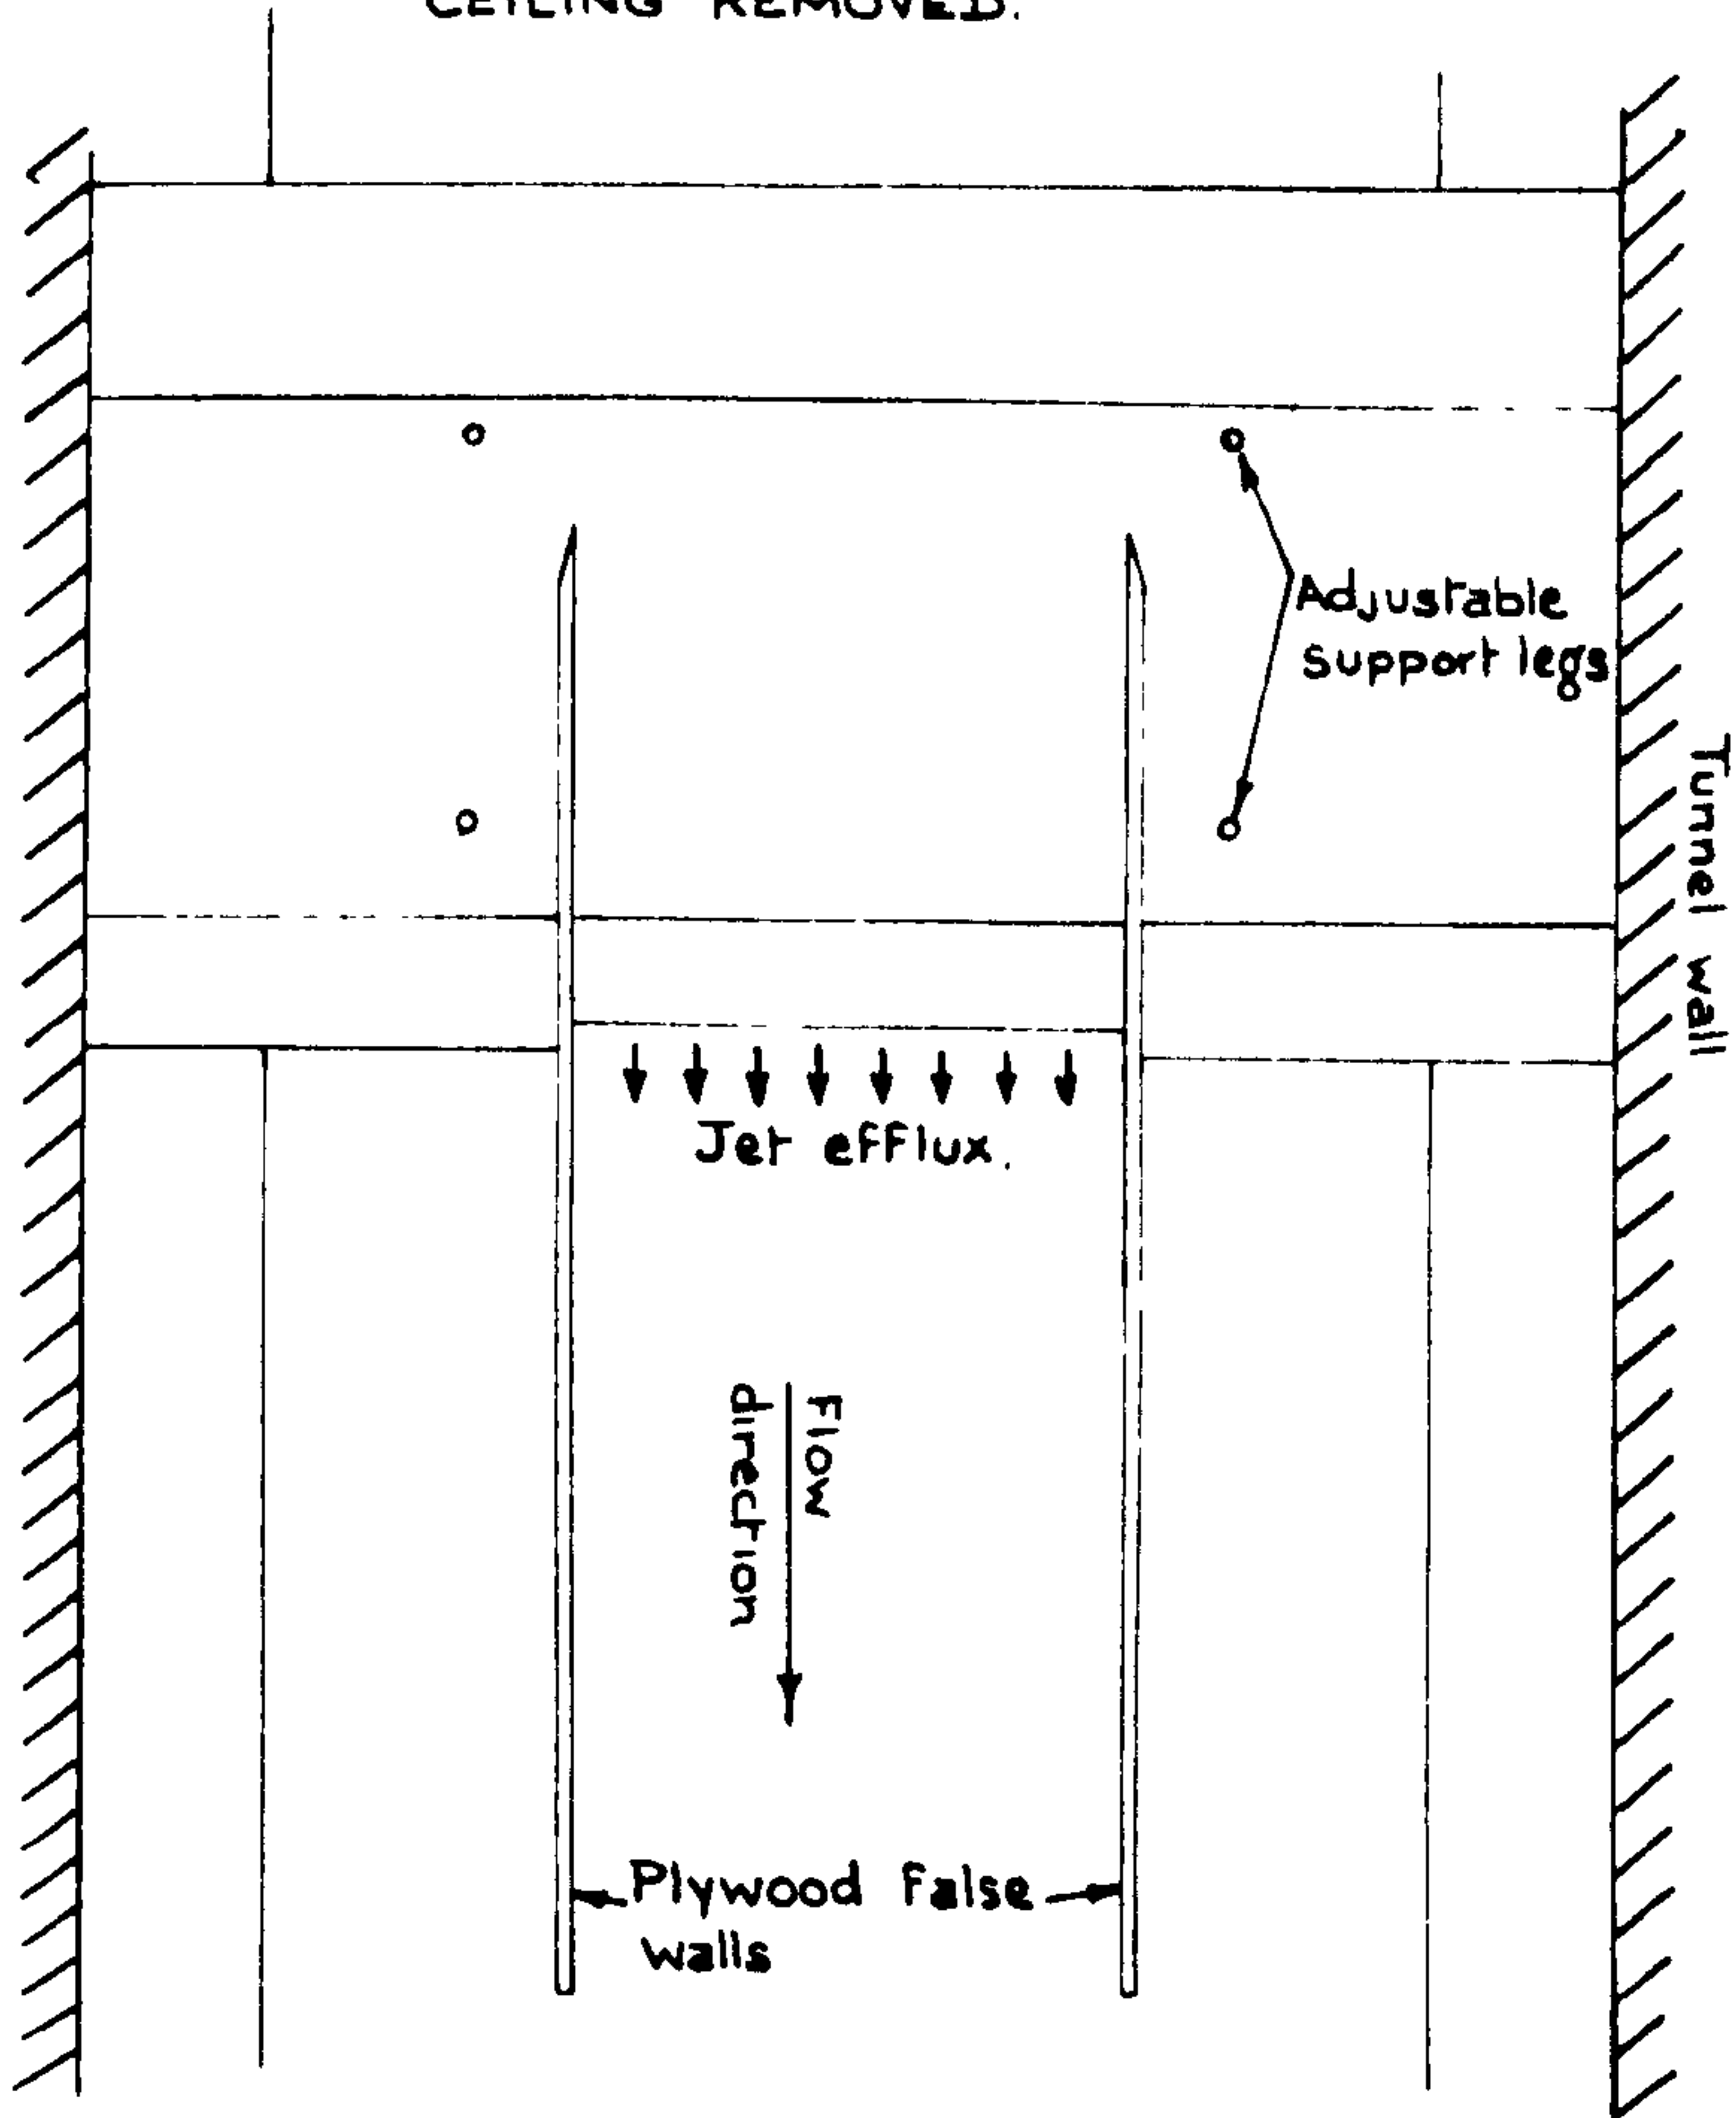 CEILING REMOVED.
Adjustable
support legs
Tunnel wall
Jet efflux.
Flow
direction
Plywood false
walls